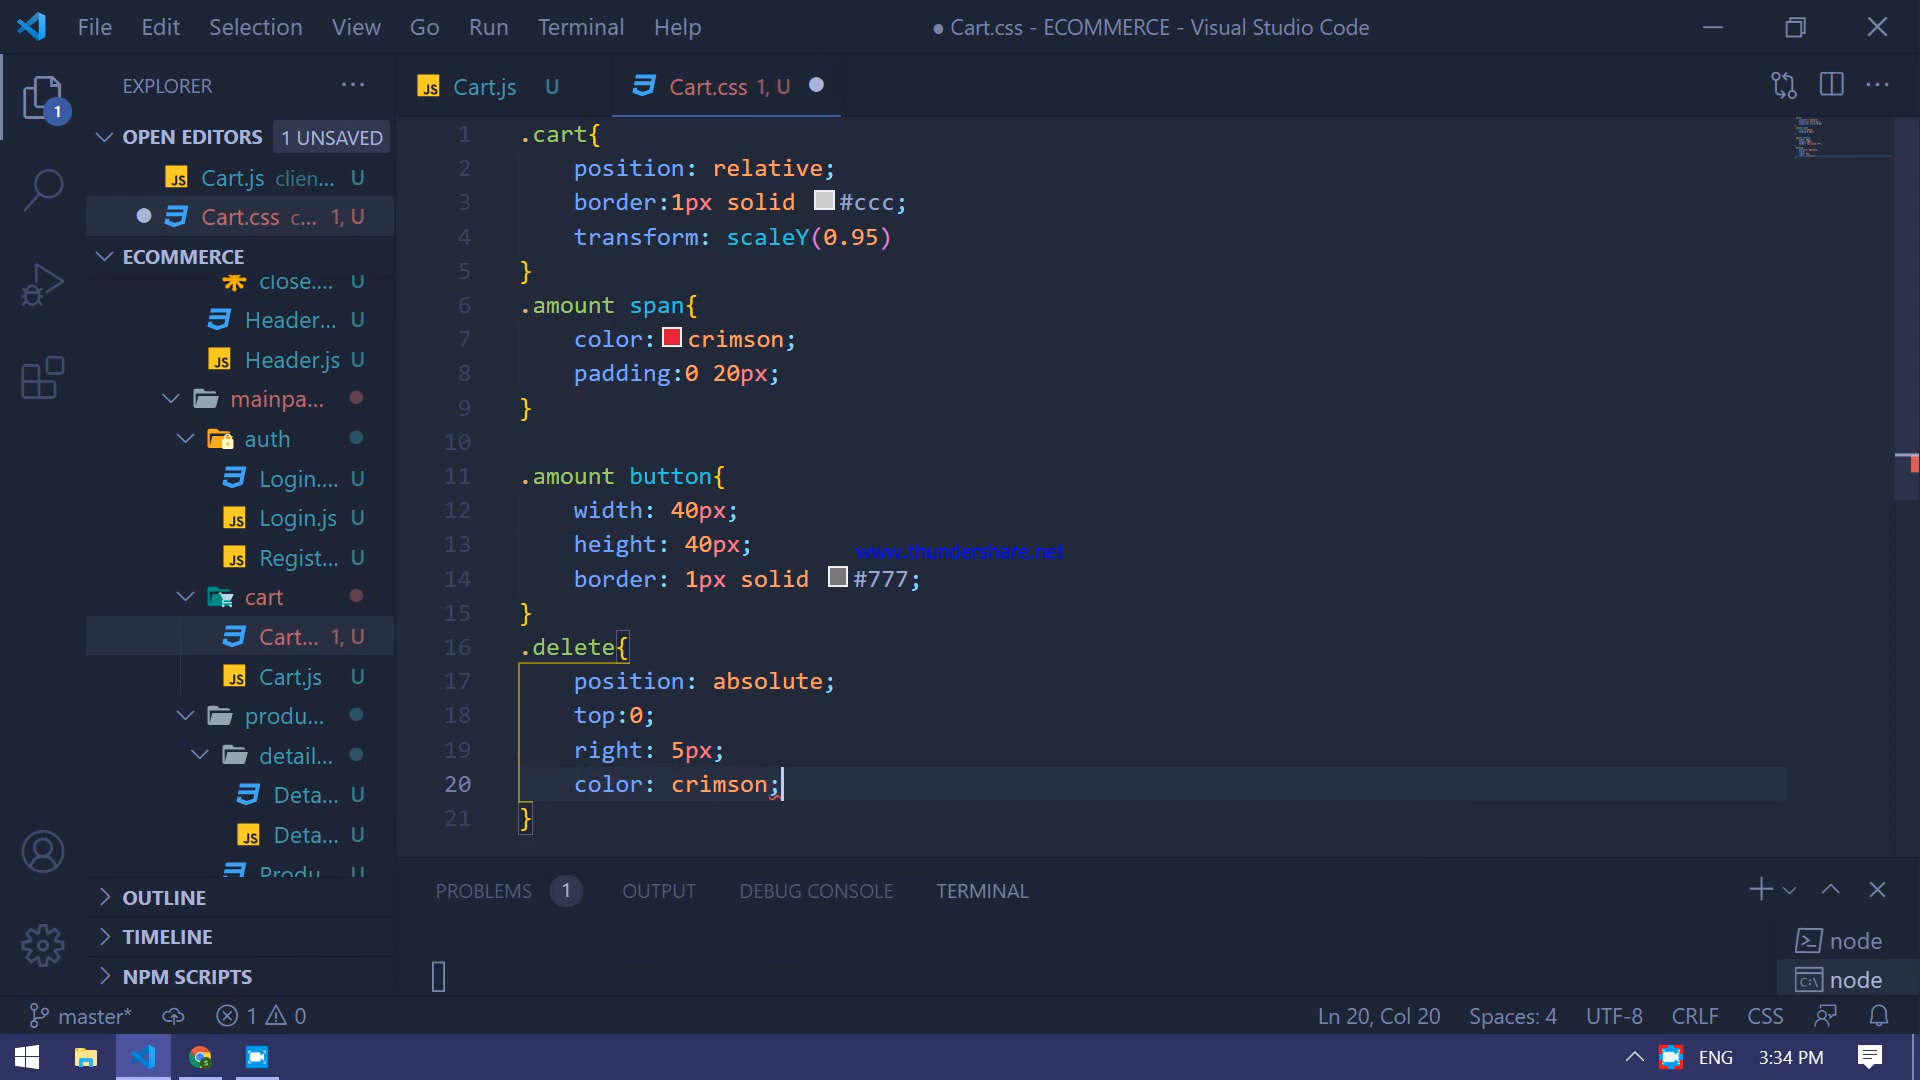 File Edit Selection View Go Run Terminal Help
● Cart.css - ECOMMERCE - Visual Studio Code
EXPLORER ...
Cart.js U
Cart.css 1, U
1
OPEN EDITORS 1 UNSAVED
Cart.js clien... U
Cart.css c... 1, U
ECOMMERCE
close.... U
Header... U
Header.js U
mainpa...
auth
Login.... U
Login.js U
Regist... U
cart
Cart... 1, U
Cart.js U
produ...
detail...
Deta... U
Deta... U
Produ... U
OUTLINE
TIMELINE
NPM SCRIPTS
1 .cart{
2 position: relative;
3 border:1px solid #ccc;
4 transform: scaleY(0.95)
5 }
6 .amount span{
7 color:crimson;
8 padding:0 20px;
9 }
10
11 .amount button{
12 width: 40px;
13 height: 40px;
14 border: 1px solid #777;
15 }
16 .delete{
17 position: absolute;
18 top:0;
19 right: 5px;
20 color: crimson;
21 }
www.thundershare.net
PROBLEMS 1 OUTPUT DEBUG CONSOLE TERMINAL
node
node
master* 1 0
Ln 20, Col 20 Spaces: 4 UTF-8 CRLF CSS
ENG 3:34 PM